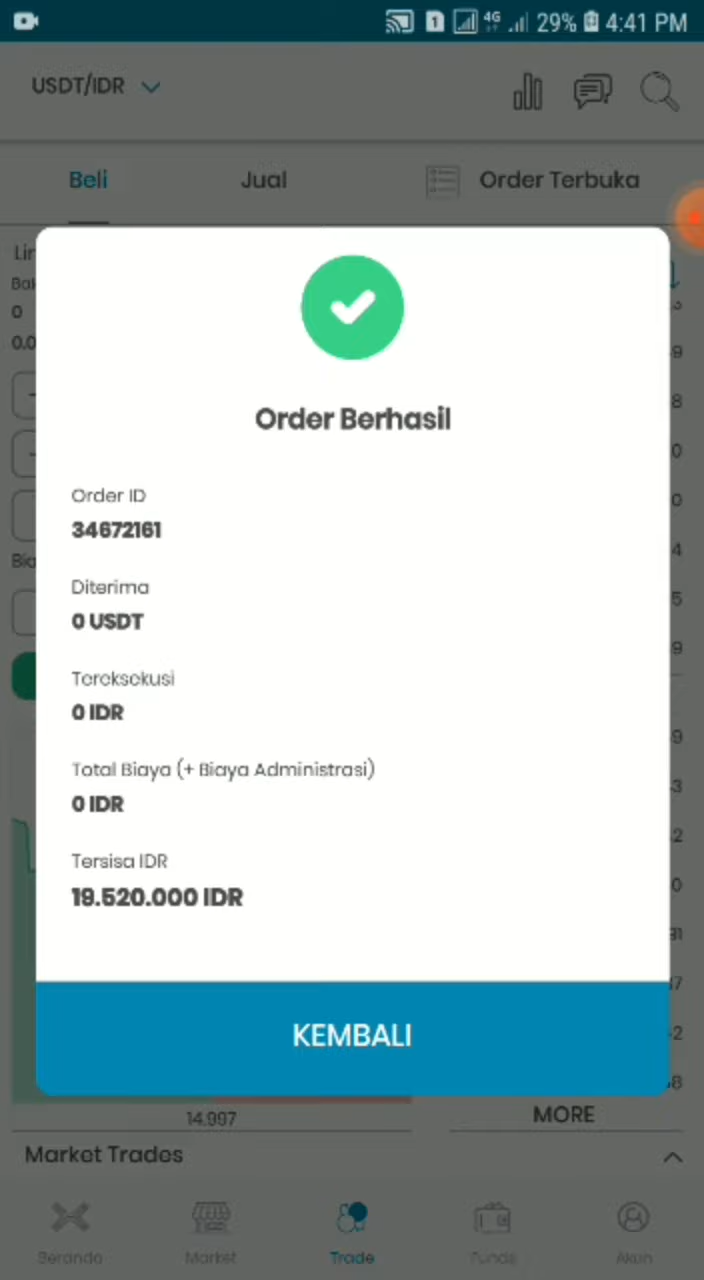 1 4G 29% 4:41 PM
USDT/IDR
Beli Jual Order Terbuka
Order Berhasil
Order ID
34672161
Diterima
0 USDT
Tereksekusi
0 IDR
Total Biaya (+ Biaya Administrasi)
0 IDR
Tersisa IDR
19.520.000 IDR
KEMBALI
14.997
MORE
Market Trades
Beranda Market Trade Funds Akun